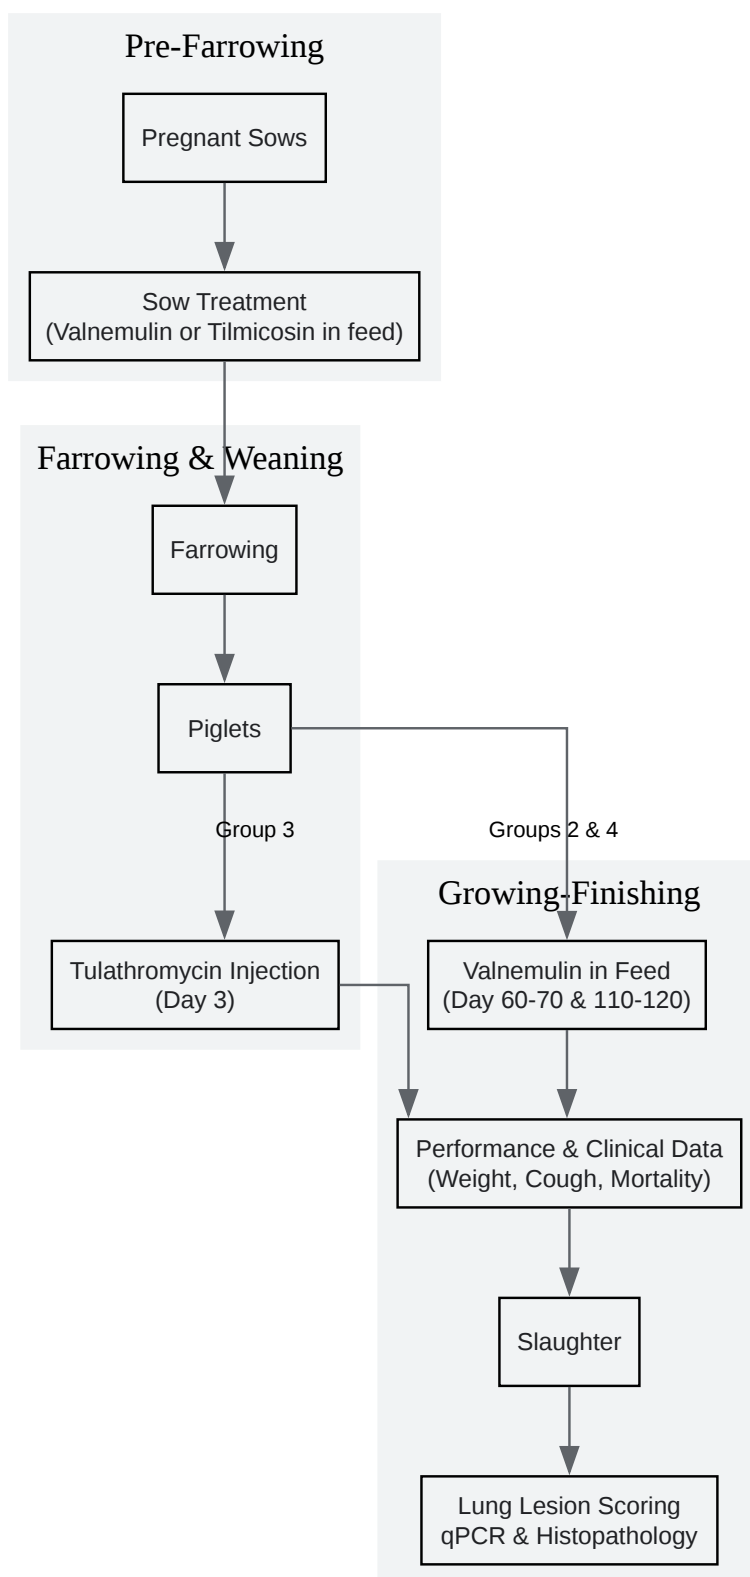 Pre-Farrowing
Pregnant Sows
Sow Treatment
(Valnemulin or Tilmicosin in feed)
Farrowing & Weaning
Farrowing
Piglets
Group 3
Groups 2 & 4
Growing-Finishing
Tulathromycin Injection
(Day 3)
Valnemulin in Feed
(Day 60-70 & 110-120)
Performance & Clinical Data
(Weight, Cough, Mortality)
Slaughter
Lung Lesion Scoring
qPCR & Histopathology